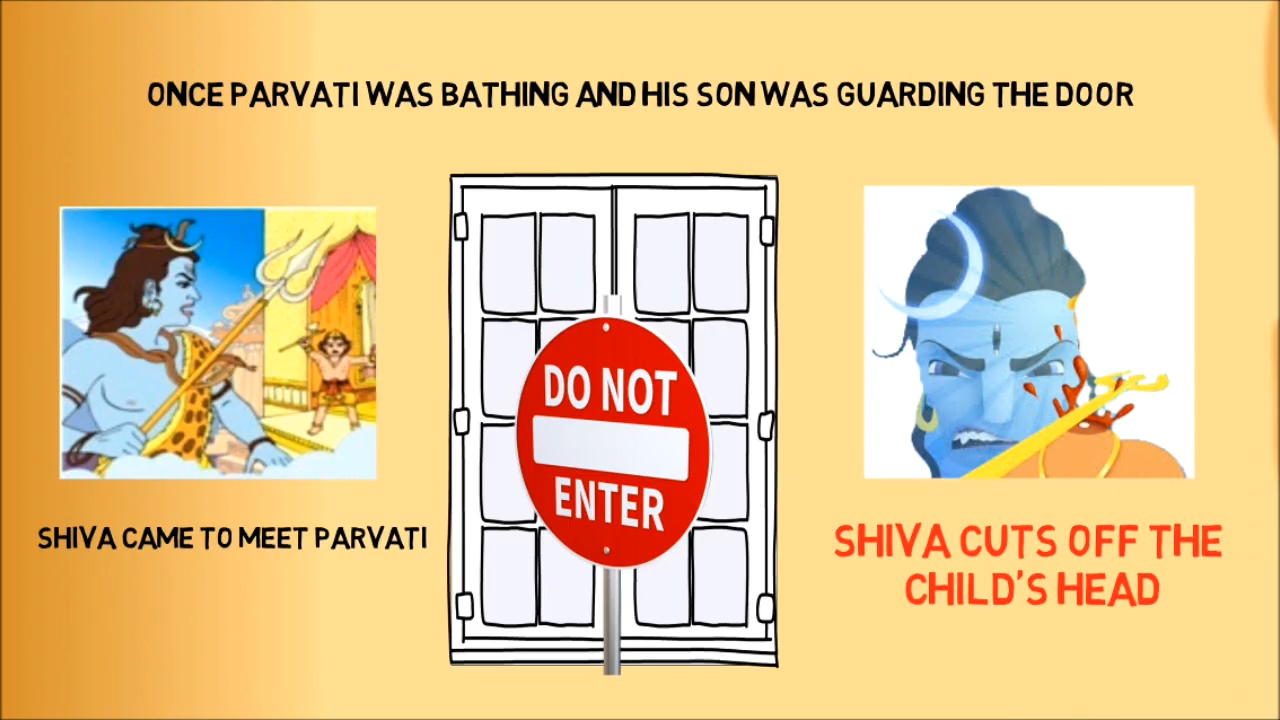 ONCE PARVATI WAS BATHING AND HIS SON WAS GUARDING THE DOOR
DO NOT
ENTER
SHIVA CAME TO MEET PARVATI
SHIVA CUTS OFF THE
CHILD'S HEAD